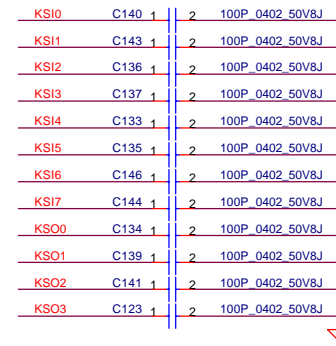 KSI0 C140 1 2 100P_0402_50V8J
KSI1 C143 1 2 100P_0402_50V8J
KSI2 C136 1 2 100P_0402_50V8J
KSI3 C137 1 2 100P_0402_50V8J
KSI4 C133 1 2 100P_0402_50V8J
KSI5 C135 1 2 100P_0402_50V8J
KSI6 C146 1 2 100P_0402_50V8J
KSI7 C144 1 2 100P_0402_50V8J
KSO0 C134 1 2 100P_0402_50V8J
KSO1 C139 1 2 100P_0402_50V8J
KSO2 C141 1 2 100P_0402_50V8J
KSO3 C123 1 2 100P_0402_50V8J